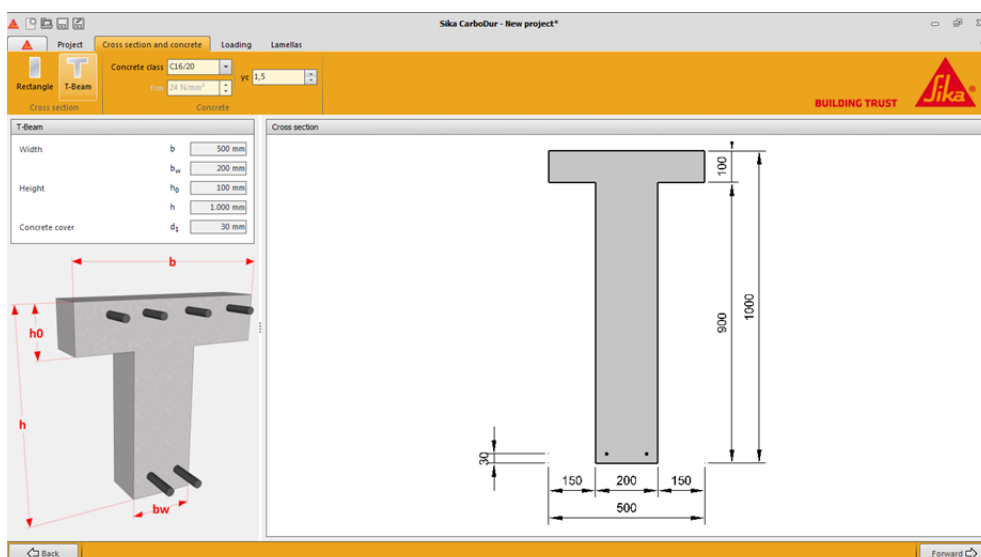 Sika CarboDur - New project*
Project Cross section and concrete Loading Lamellas
Rectangle T-Beam
Cross section
Concrete class C16/20
fcm 24 N/mm²
γc 1,5
Concrete
BUILDING TRUST
Sika®
T-Beam
Width b 500 mm
bw 200 mm
Height h0 100 mm
h 1.000 mm
Concrete cover d1 30 mm
b
h0
h
bw
Cross section
100
900
1000
30
150 200 150
500
Back
Forward